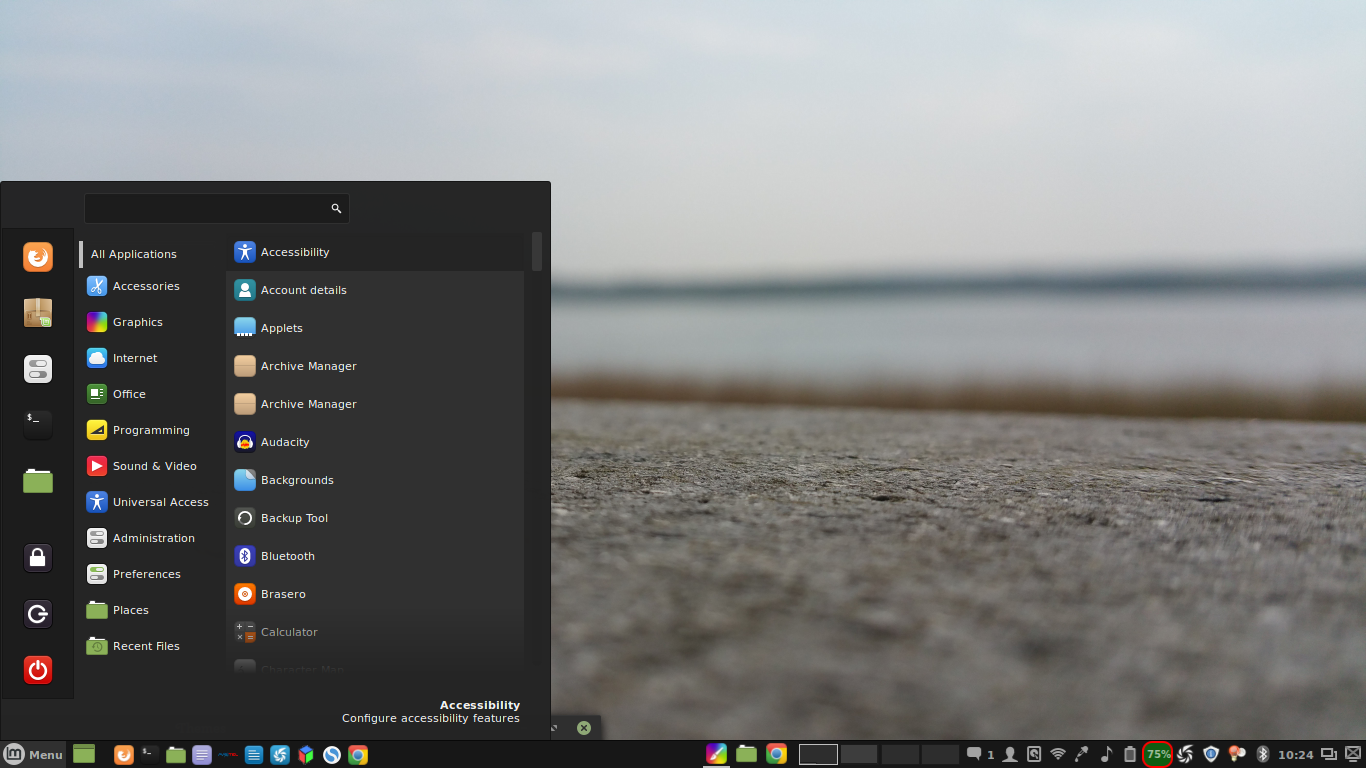 All Applications
Accessories
Graphics
Internet
Office
Programming
Sound & Video
Universal Access
Administration
Preferences
Places
Recent Files
Accessibility
Account details
Applets
Archive Manager
Archive Manager
Audacity
Backgrounds
Backup Tool
Bluetooth
Brasero
Calculator
Character Map
$_
Accessibility
Configure accessibility features
Menu
$_
1
75%
10:24